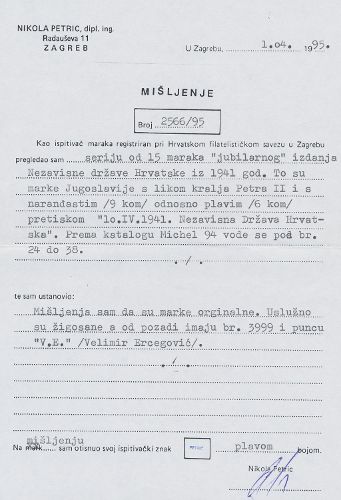 NIKOLA PETRIC, dipl. ing.
Radauševa 11
ZAGREB
U Zagrebu, 1.o4. 1995.
MIŠLJENJE
Broj 2566/95
Kao ispitivač maraka registriran pri Hrvatskom filatelističkom savezu u Zagrebu
pregledao sam seriju od 15 maraka "jubilarnog" izdanja
Nezavisne države Hrvatske iz 1941 god. To su
marke Jugoslavije s likom kralja Petra II i s
narandastim /9 kom/ odnosno plavim /6 kom/
pretiskom "lo.IV.1941. Nezavisna Država Hrvat-
ska". Prema katalogu Michel 94 vode se pod br.
24 do 38.
./.
te sam ustanovio:
Mišljenja sam da su marke orginalne. Uslužno
su žigosane a od pozadi imaju br. 3999 i puncu
"V.E." /Velimir Ercegović/.
./.
mišljenju
Na sam otisnuo svoj ispitivački znak PETRIC plavom bojom.
Nikola Petric